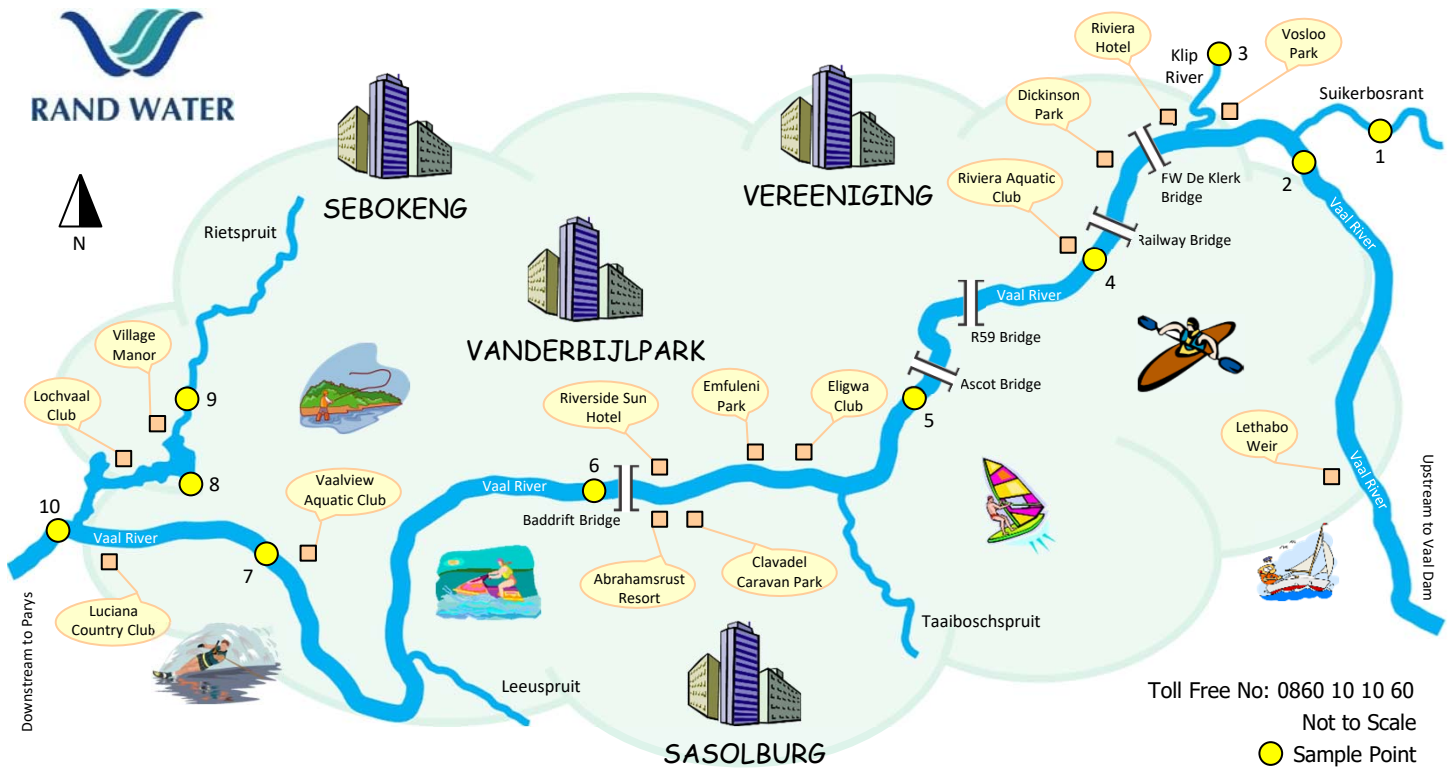 RAND WATER
N
SEBOKENG
VEREENIGING
VANDERBIJLPARK
SASOLBURG
Riviera
Hotel
Klip
River
3
Vosloo
Park
Suikerbosrant
1
2
Dickinson
Park
FW De Klerk
Bridge
Riviera Aquatic
Club
Railway Bridge
4
Vaal River
Vaal River
R59 Bridge
Ascot Bridge
5
Rietspruit
Village
Manor
Lochvaal
Club
9
8
10
Vaalview
Aquatic Club
Riverside Sun
Hotel
Emfuleni
Park
Eligwa
Club
6
Vaal River
Baddrift Bridge
Vaal River
7
Luciana
Country Club
Abrahamsrust
Resort
Clavadel
Caravan Park
Taaiboschspruit
Leeuspruit
Lethabo
Weir
Vaal River
Upstream to Vaal Dam
Downstream to Parys
Toll Free No: 0860 10 10 60
Not to Scale
Sample Point